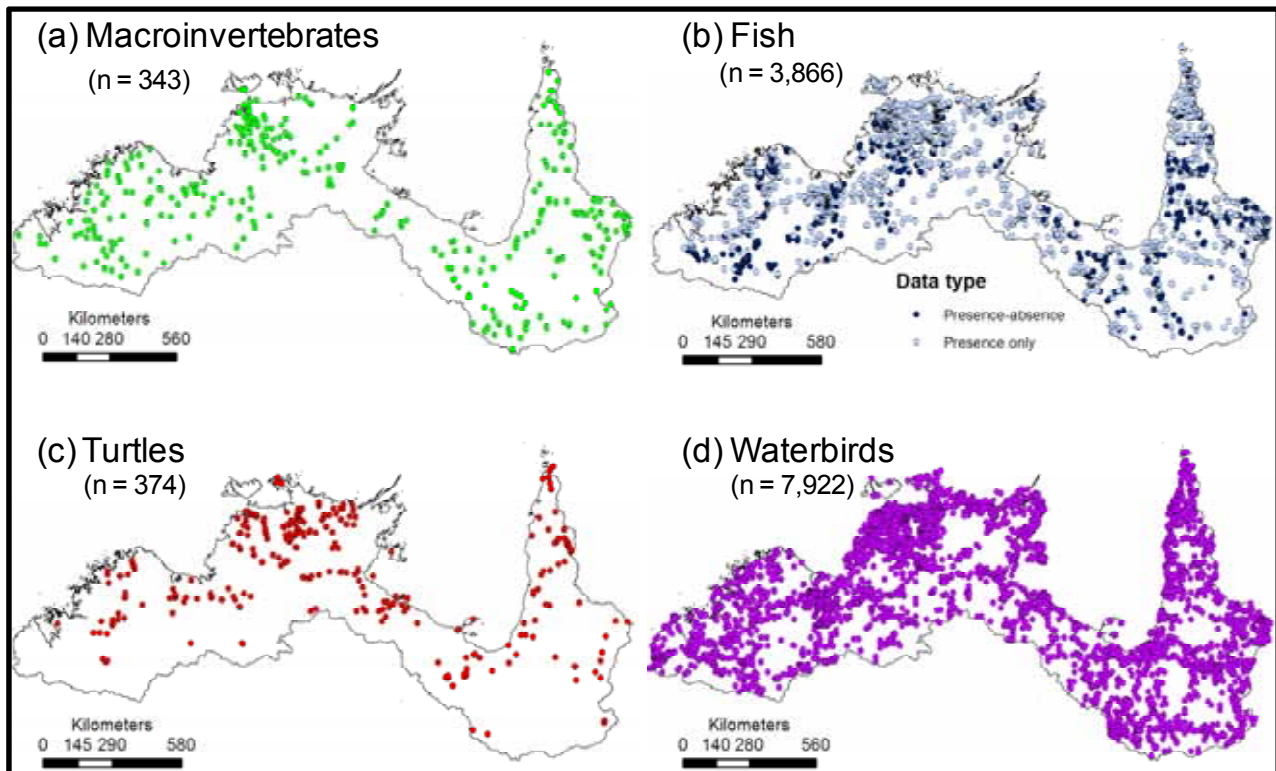 (a) Macroinvertebrates
(n = 343)
Kilometers
0 140 280 560
(b) Fish
(n = 3,866)
Data type
Presence-absence
Presence only
Kilometers
0 145 290 580
(c) Turtles
(n = 374)
Kilometers
0 145 290 580
(d) Waterbirds
(n = 7,922)
Kilometers
0 140 280 560